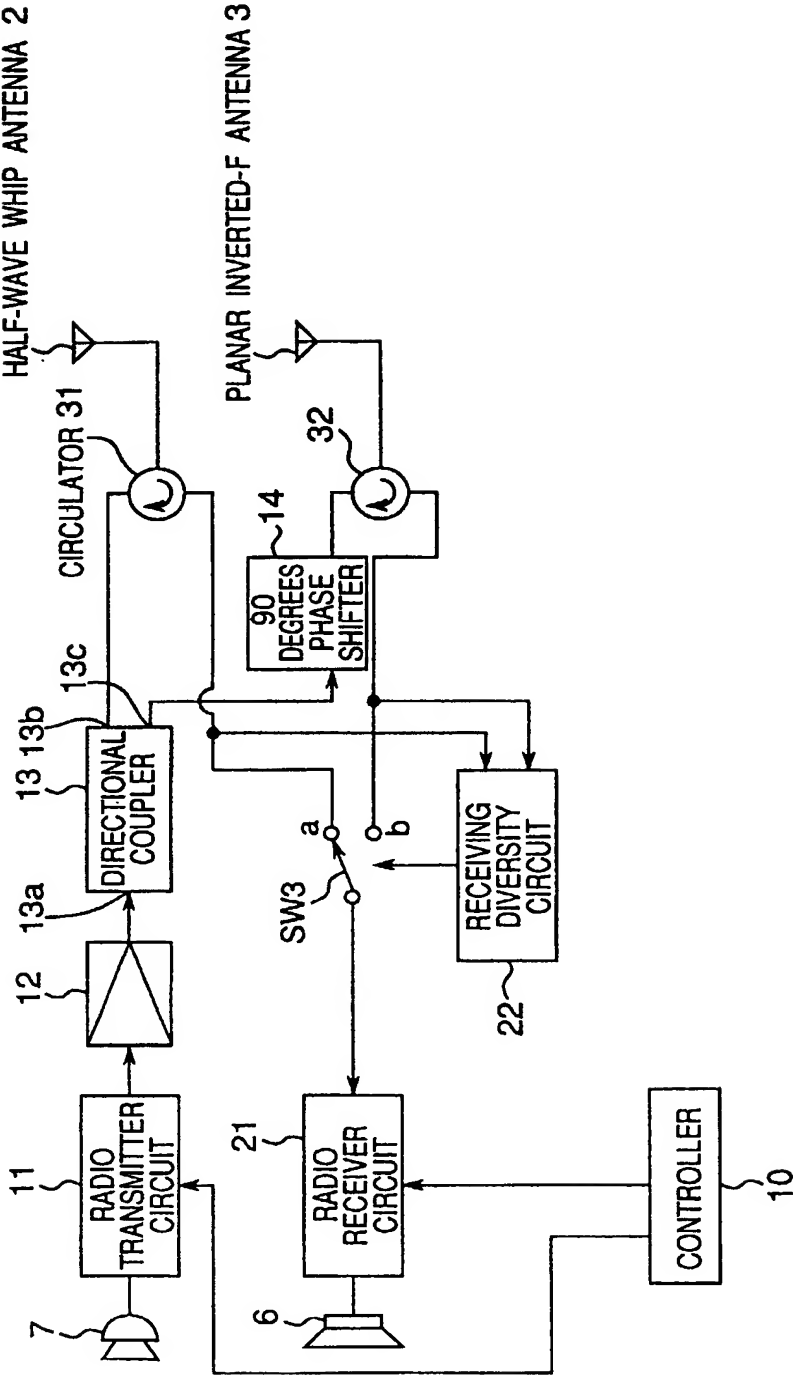 HALF-WAVE WHIP ANTENNA 2
CIRCULATOR 31
PLANAR INVERTED-F ANTENNA 3
32
14
90
DEGREES
PHASE
SHIFTER
13
13b
13c
DIRECTIONAL
COUPLER
13a
12
11
RADIO
TRANSMITTER
CIRCUIT
7
a
b
SW3
RECEIVING
DIVERSITY
CIRCUIT
22
21
RADIO
RECEIVER
CIRCUIT
6
CONTROLLER
10